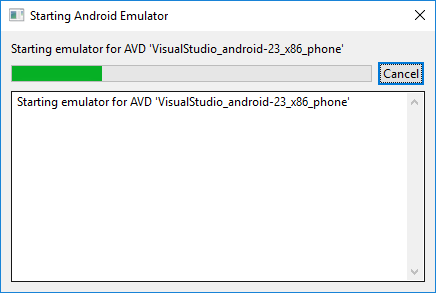 Starting Android Emulator
Starting emulator for AVD 'VisualStudio_android-23_x86_phone'
Cancel
Starting emulator for AVD 'VisualStudio_android-23_x86_phone'